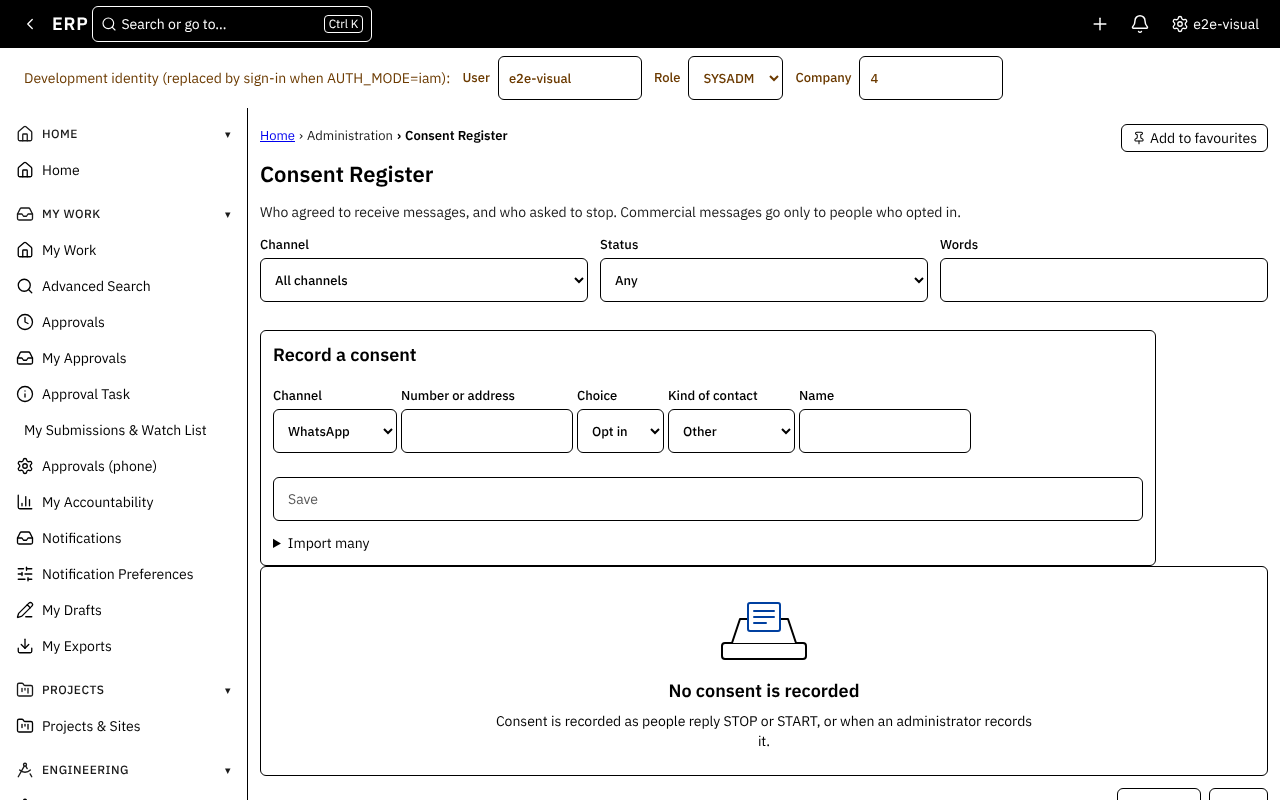 ERP
Search or go to...
Ctrl K
e2e-visual
Development identity (replaced by sign-in when AUTH_MODE=iam):
User
e2e-visual
Role
SYSADM
Company
4
HOME
Home
MY WORK
My Work
Advanced Search
Approvals
My Approvals
Approval Task
My Submissions & Watch List
Approvals (phone)
My Accountability
Notifications
Notification Preferences
My Drafts
My Exports
PROJECTS
Projects & Sites
ENGINEERING
Home › Administration › Consent Register
Add to favourites
Consent Register
Who agreed to receive messages, and who asked to stop. Commercial messages go only to people who opted in.
Channel
All channels
Status
Any
Words
Record a consent
Channel
WhatsApp
Number or address
Choice
Opt in
Kind of contact
Other
Name
Save
Import many
No consent is recorded
Consent is recorded as people reply STOP or START, or when an administrator records
it.